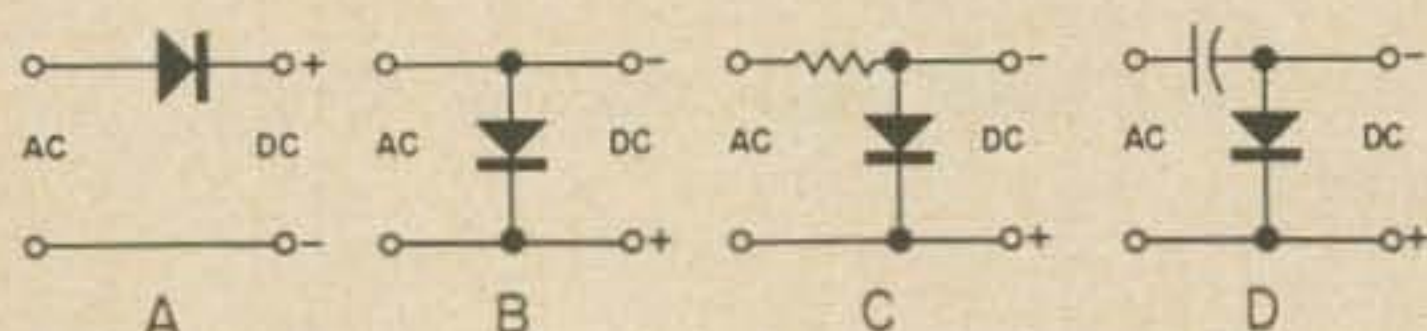 + - - -
AC DC AC DC AC DC AC DC
- + + +
A B C D